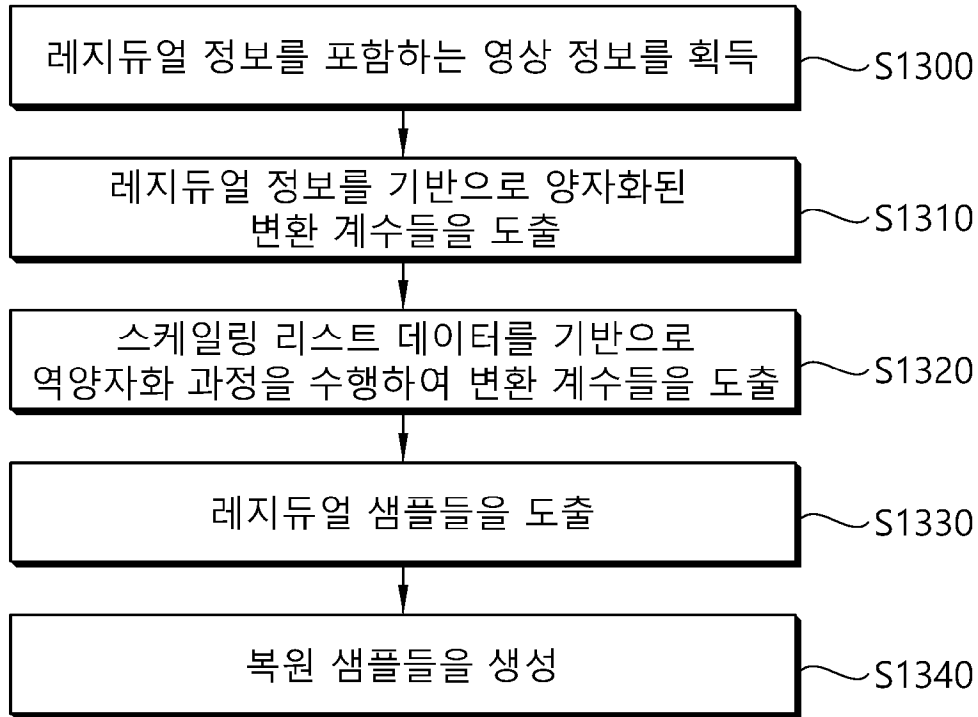 레지듀얼 정보를 포함하는 영상 정보를 획득
S1300
레지듀얼 정보를 기반으로 양자화된
변환 계수들을 도출
S1310
스케일링 리스트 데이터를 기반으로
역양자화 과정을 수행하여 변환 계수들을 도출
S1320
레지듀얼 샘플들을 도출
S1330
복원 샘플들을 생성
S1340